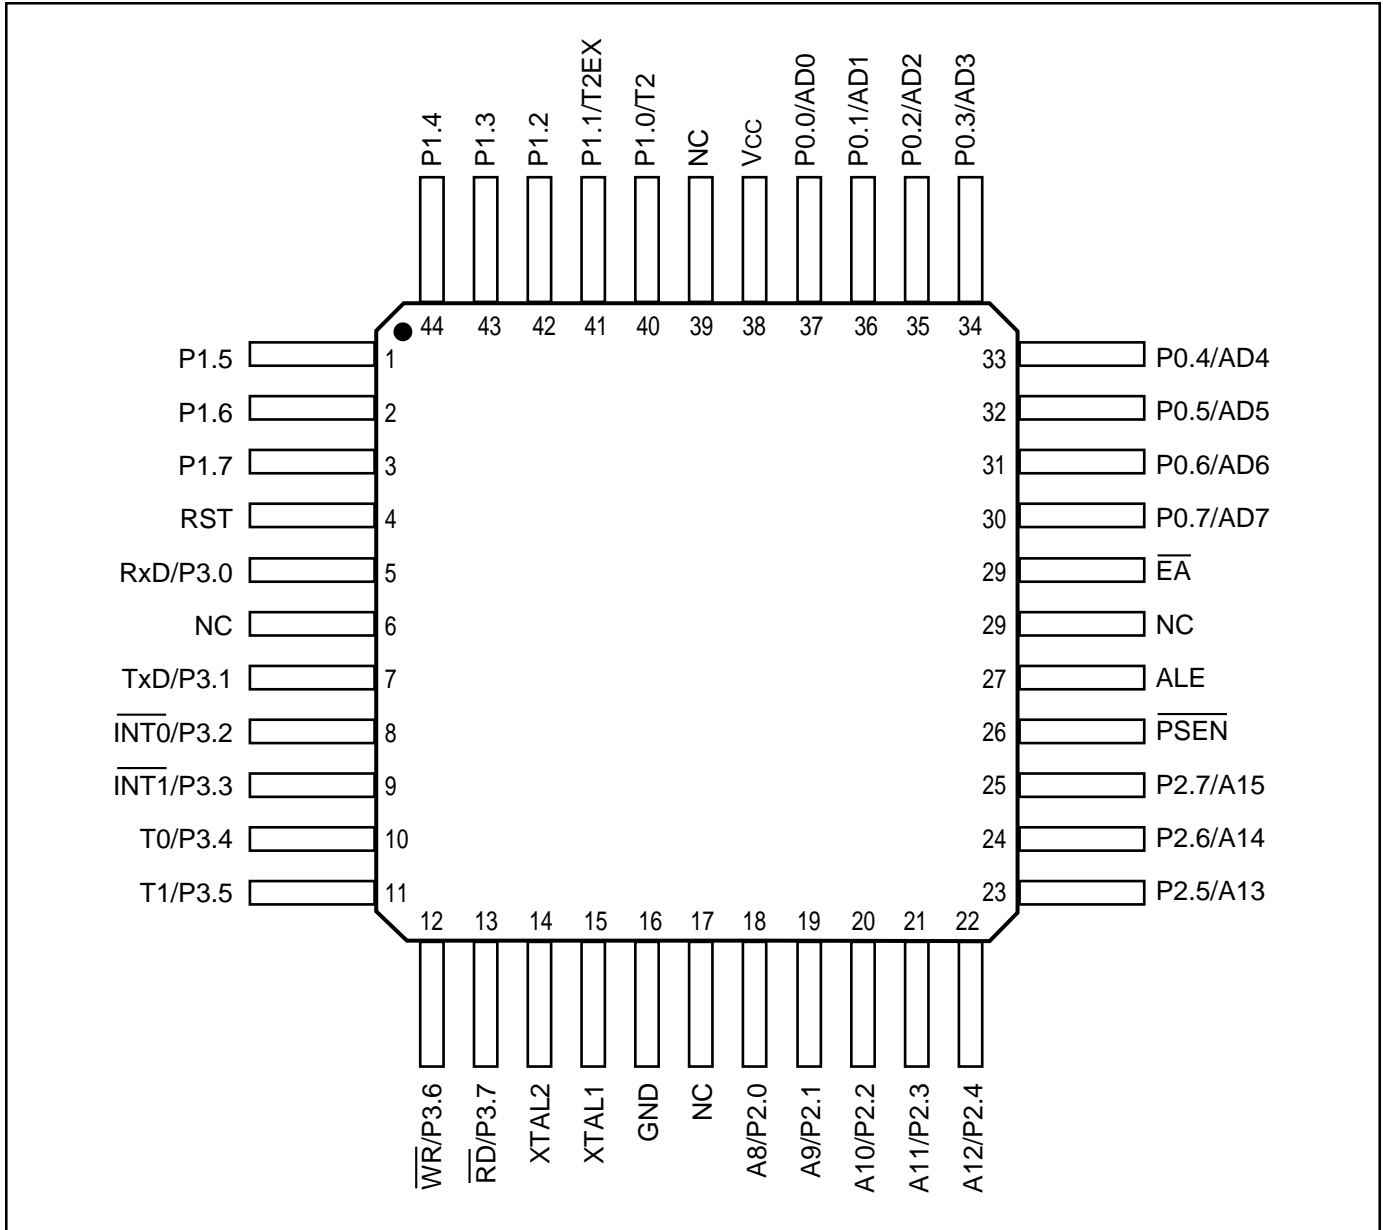 P1.4
P1.3
P1.2
P1.1/T2EX
P1.0/T2
NC
VCC
P0.0/AD0
P0.1/AD1
P0.2/AD2
P0.3/AD3
44 43 42 41 40 39 38 37 36 35 34
P1.5 1 33 P0.4/AD4
P1.6 2 32 P0.5/AD5
P1.7 3 31 P0.6/AD6
RST 4 30 P0.7/AD7
RxD/P3.0 5 29 E̅A̅
NC 6 29 NC
TxD/P3.1 7 27 ALE
I̅N̅T̅0̅/P3.2 8 26 P̅S̅E̅N̅
I̅N̅T̅1̅/P3.3 9 25 P2.7/A15
T0/P3.4 10 24 P2.6/A14
T1/P3.5 11 23 P2.5/A13
12 13 14 15 16 17 18 19 20 21 22
W̅R̅/P3.6
R̅D̅/P3.7
XTAL2
XTAL1
GND
NC
A8/P2.0
A9/P2.1
A10/P2.2
A11/P2.3
A12/P2.4